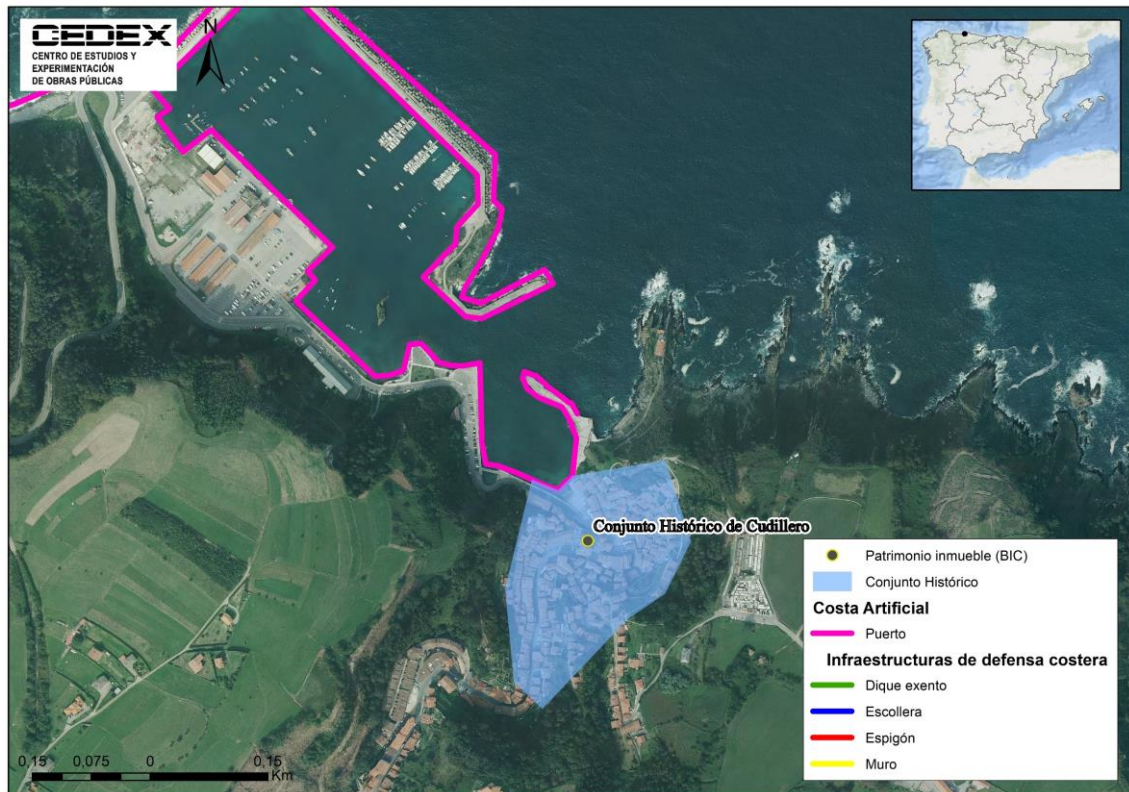 CEDEX
CENTRO DE ESTUDIOS Y
EXPERIMENTACIÓN
DE OBRAS PÚBLICAS
N
Conjunto Histórico de Cudillero
Patrimonio inmueble (BIC)
Conjunto Histórico
Costa Artificial
Puerto
Infraestructuras de defensa costera
Dique exento
Escollera
Espigón
Muro
0,15 0,075 0 0,15
Km